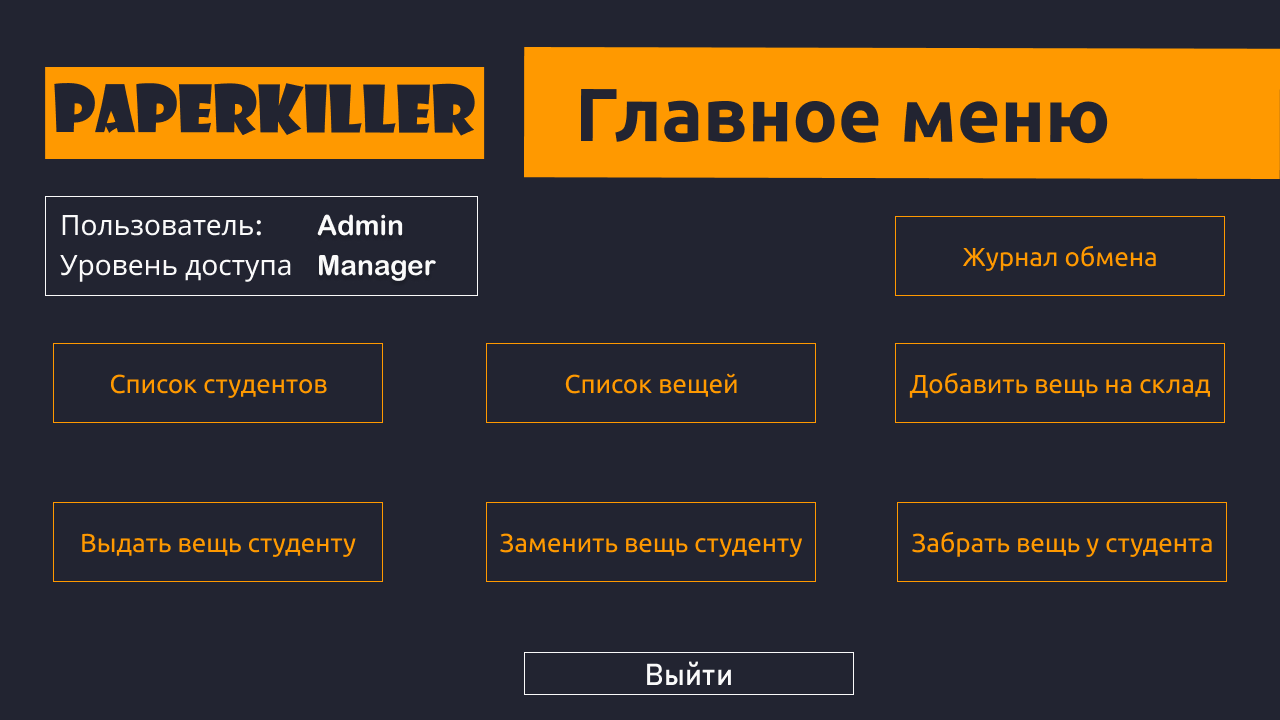 PAPERKILLER
Главное меню
Пользователь: Admin
Уровень доступа Manager
Журнал обмена
Список студентов
Список вещей
Добавить вещь на склад
Выдать вещь студенту
Заменить вещь студенту
Забрать вещь у студента
Выйти